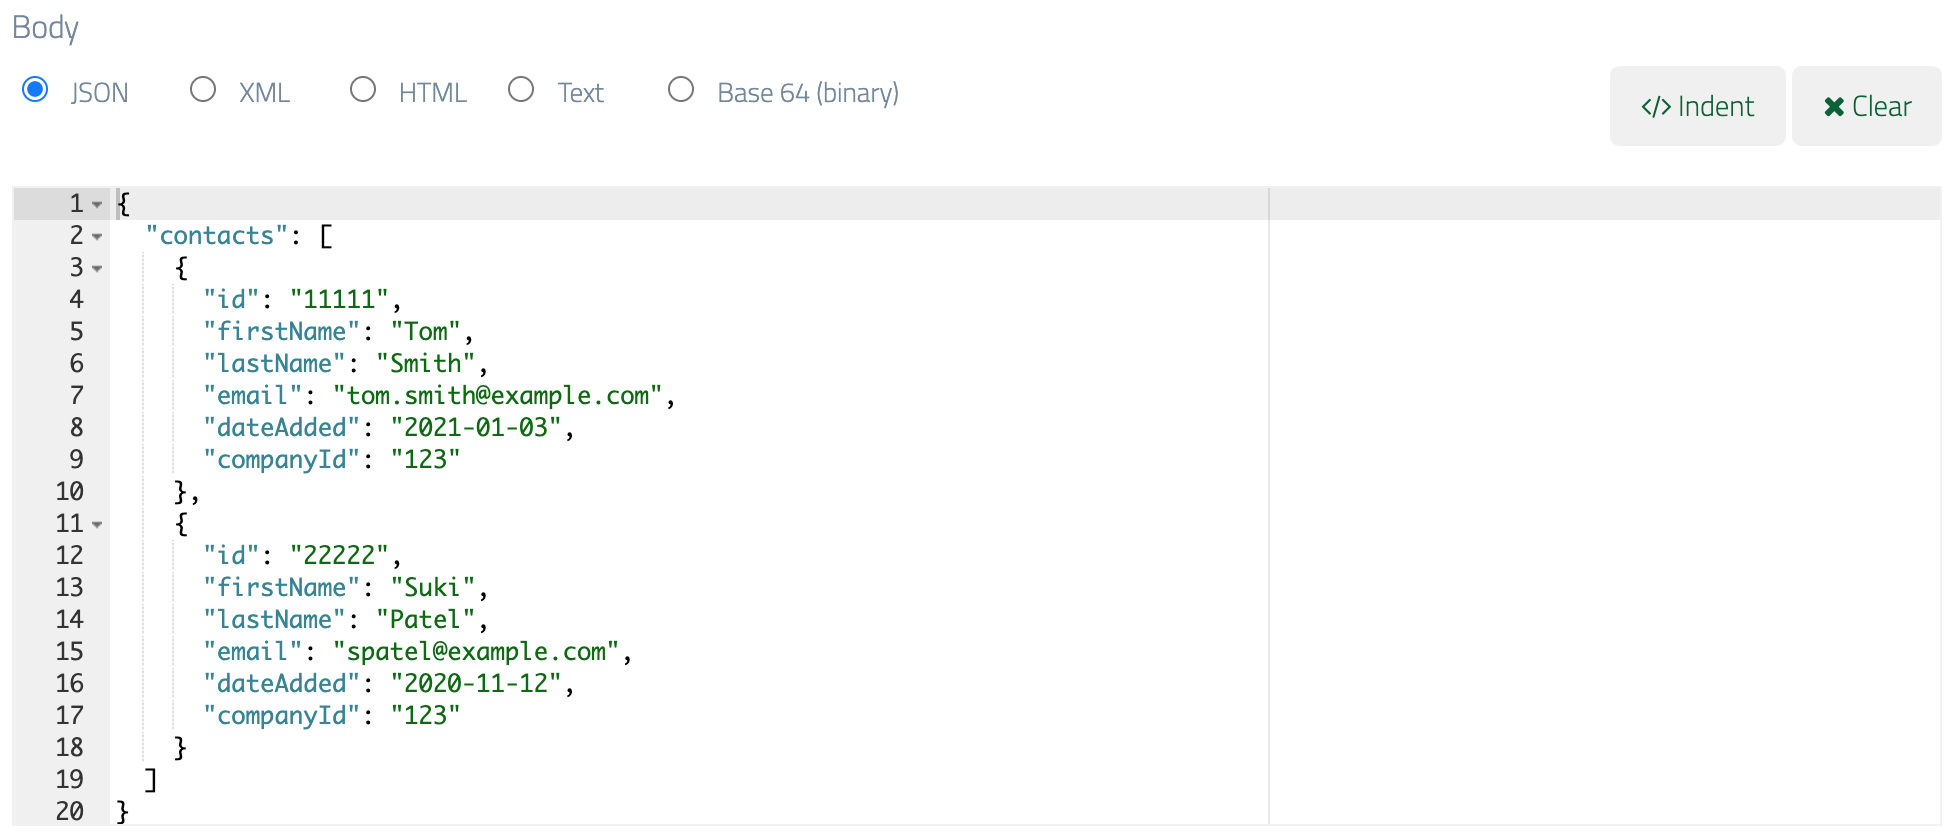 Body
JSON XML HTML Text Base 64 (binary) </> Indent ✖ Clear
1 {
2   "contacts": [
3     {
4       "id": "11111",
5       "firstName": "Tom",
6       "lastName": "Smith",
7       "email": "tom.smith@example.com",
8       "dateAdded": "2021-01-03",
9       "companyId": "123"
10     },
11     {
12       "id": "22222",
13       "firstName": "Suki",
14       "lastName": "Patel",
15       "email": "spatel@example.com",
16       "dateAdded": "2020-11-12",
17       "companyId": "123"
18     }
19   ]
20 }